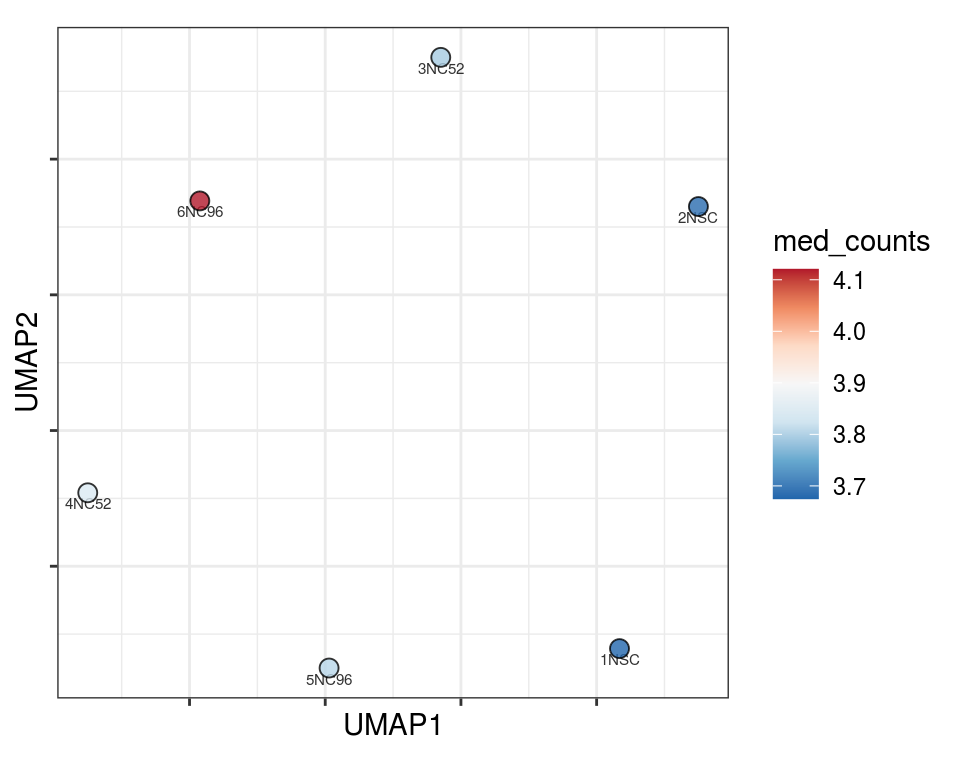 3NC52
6NC96
2NSC
med_counts
4.1
4.0
3.9
3.8
3.7
UMAP2
4NC52
1NSC
5NC96
UMAP1